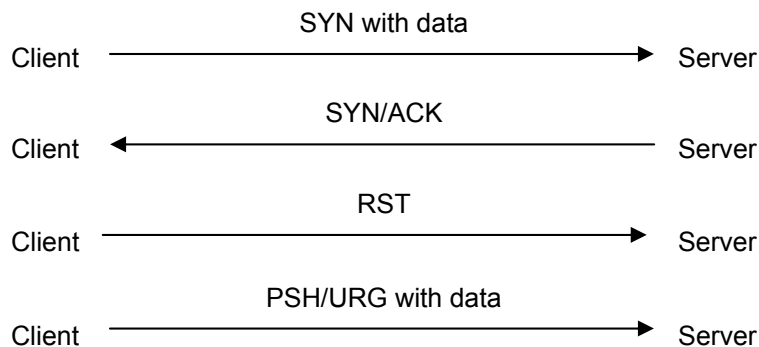 SYN with data
Client Server
SYN/ACK
Client Server
RST
Client Server
PSH/URG with data
Client Server